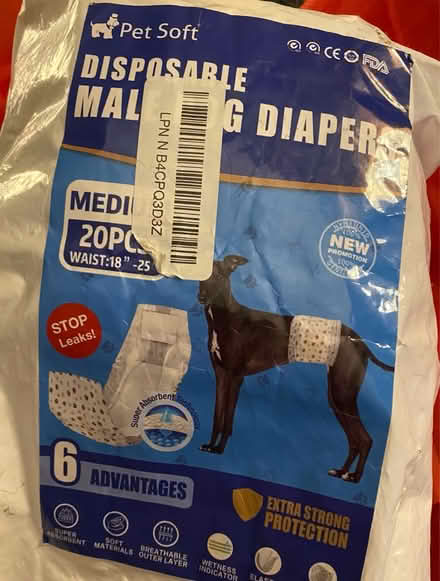 Pet Soft
CE FDA
DISPOSABLE
MAL G DIAPER
LPN N B4CPQ3D3Z
MEDI
20PC
WAIST:18" -25
NEW
PROMOTION
STOP
Leaks!
Super Absorbent
6 ADVANTAGES
EXTRA STRONG
PROTECTION
SUPER
ABSORBENT
SOFT
MATERIALS
BREATHABLE
OUTER LAYER
WETNESS
INDICATOR